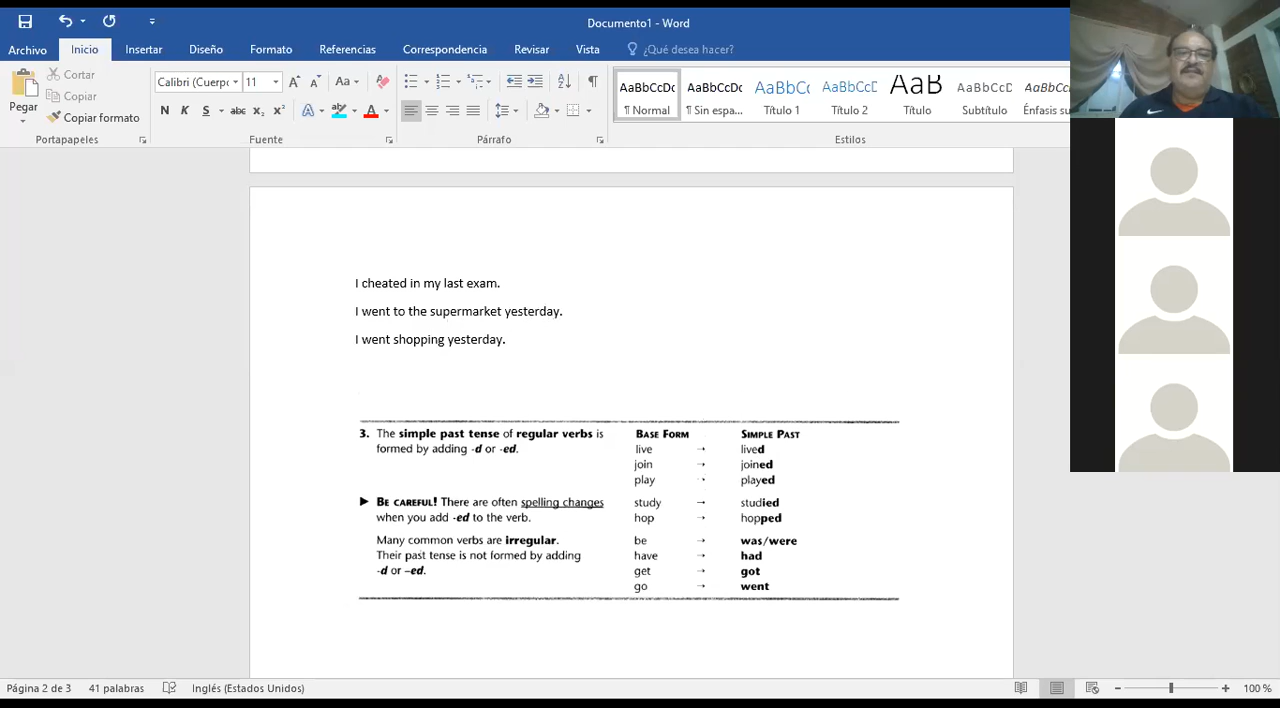 Documento1 - Word
Archivo Inicio Insertar Diseño Formato Referencias Correspondencia Revisar Vista ¿Qué desea hacer?
Pegar
Cortar
Copiar
Copiar formato
Portapapeles
Calibri (Cuerpo 11
Aa
N K S abc x₂ x²
A ab A
Fuente
Párrafo
AaBbCcDc AaBbCcDc AaBbCc AaBbCcD AaB AaBbCcD AaBbCcD
¶ Normal ¶ Sin espa... Título 1 Título 2 Título Subtítulo Énfasis su
Estilos
I cheated in my last exam.
I went to the supermarket yesterday.
I went shopping yesterday.
3. The simple past tense of regular verbs is BASE FORM SIMPLE PAST
formed by adding -d or -ed. live → lived
join → joined
play → played
► BE CAREFUL! There are often spelling changes study → studied
when you add -ed to the verb. hop → hopped
Many common verbs are irregular. be → was/were
Their past tense is not formed by adding have → had
-d or –ed. get → got
go → went
Página 2 de 3 41 palabras Inglés (Estados Unidos) 100 %